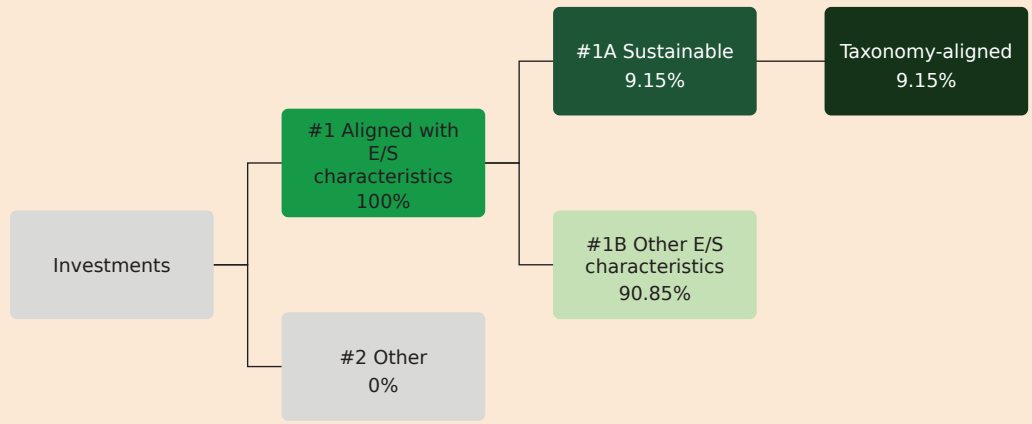 Investments
#1 Aligned with
E/S
characteristics
100%
#2 Other
0%
#1A Sustainable
9.15%
#1B Other E/S
characteristics
90.85%
Taxonomy-aligned
9.15%